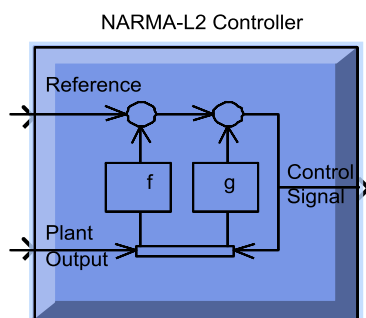 NARMA-L2 Controller
Reference
f
g
Control
Signal
Plant
Output